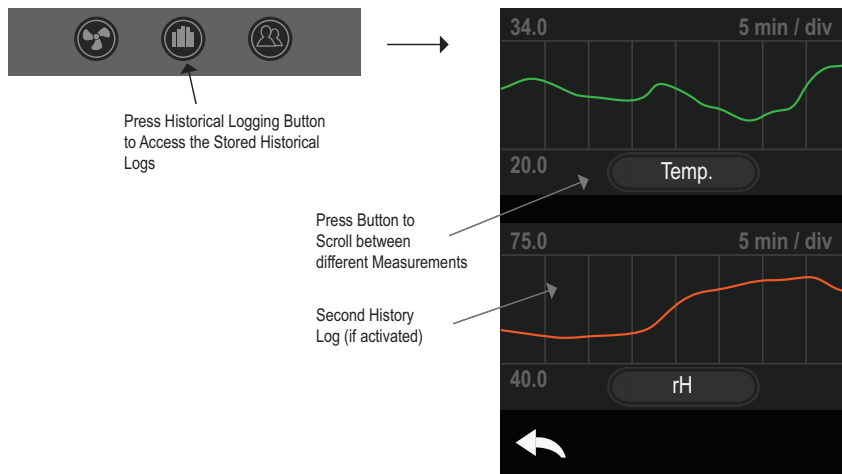 Press Historical Logging Button
to Access the Stored Historical
Logs
34.0 5 min / div
20.0
Temp.
Press Button to
Scroll between
different Measurements
75.0 5 min / div
Second History
Log (if activated)
40.0
rH